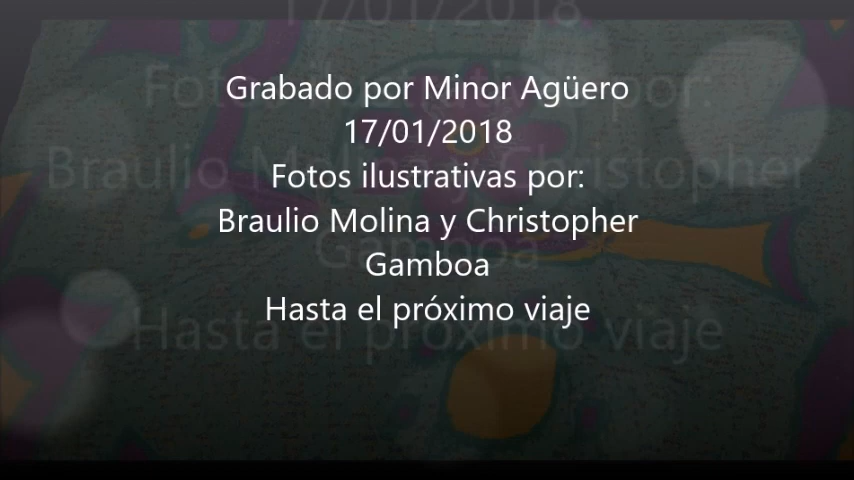 Grabado por Minor Agüero
17/01/2018
Fotos ilustrativas por:
Braulio Molina y Christopher
Gamboa
Hasta el próximo viaje